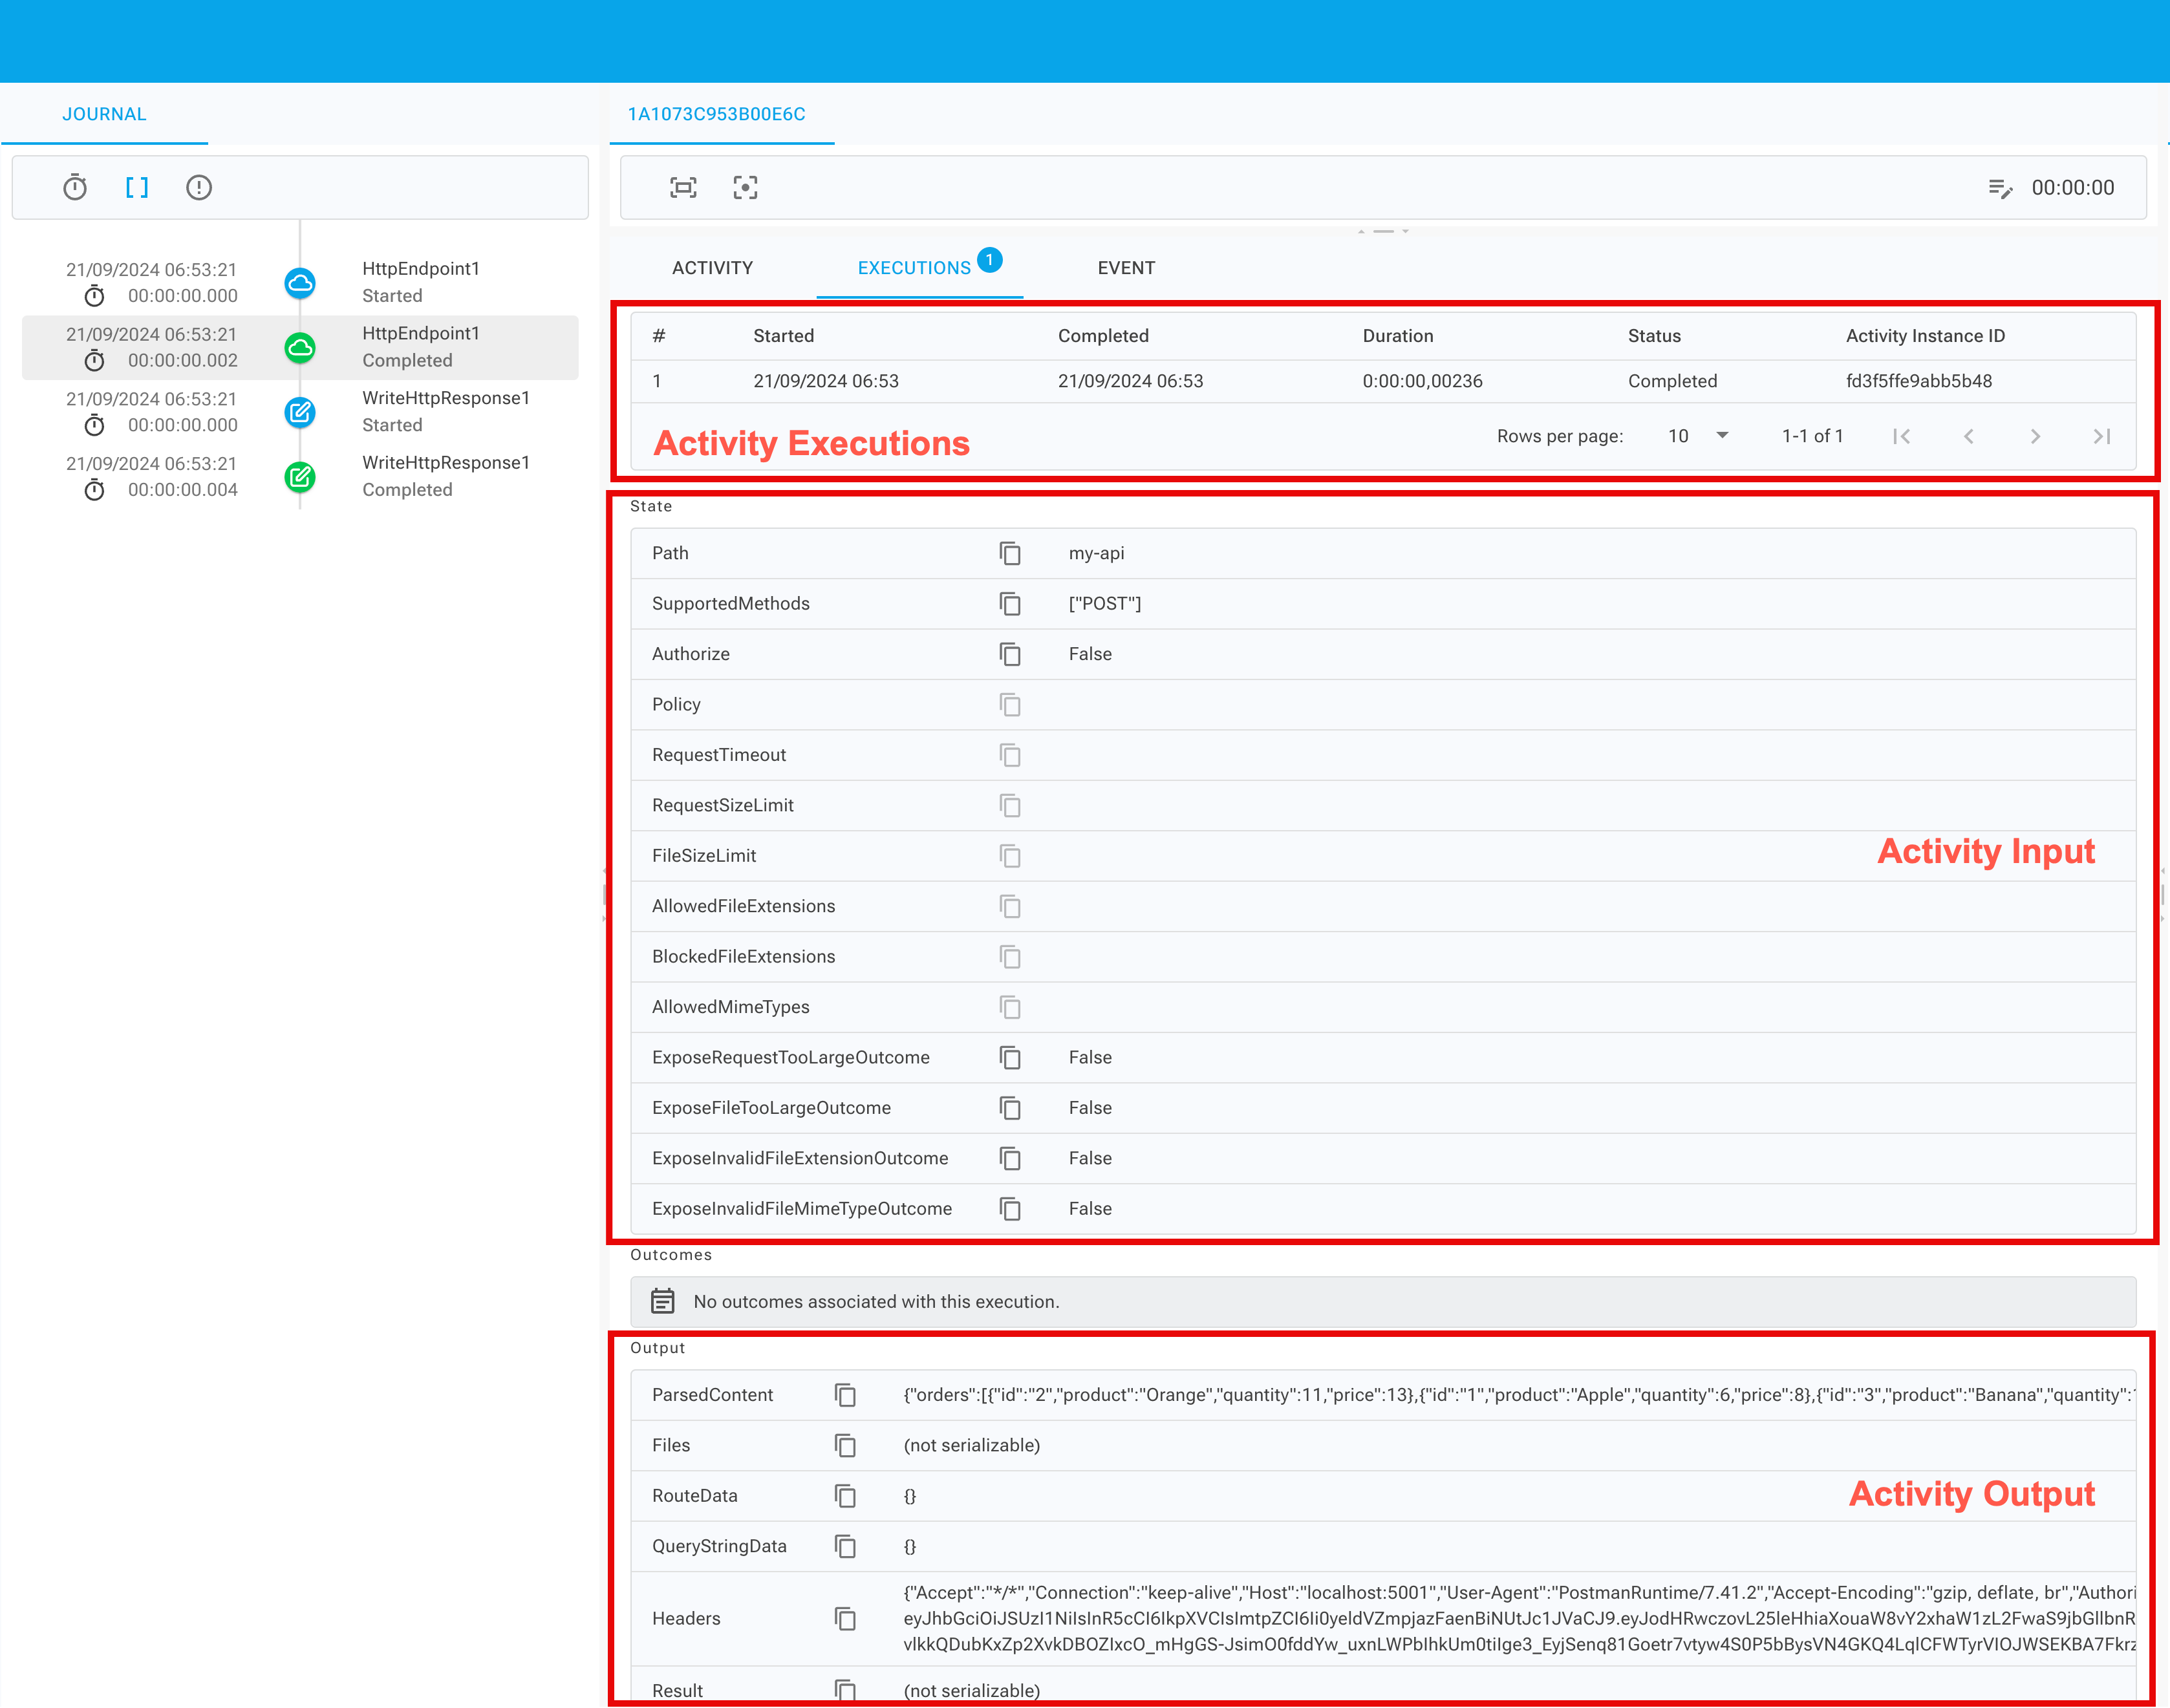 JOURNAL
1A1073C953B00E6C
00:00:00
21/09/2024 06:53:21 HttpEndpoint1
00:00:00.000 Started
21/09/2024 06:53:21 HttpEndpoint1
00:00:00.002 Completed
21/09/2024 06:53:21 WriteHttpResponse1
00:00:00.000 Started
21/09/2024 06:53:21 WriteHttpResponse1
00:00:00.004 Completed
ACTIVITY EXECUTIONS 1 EVENT
# Started Completed Duration Status Activity Instance ID
1 21/09/2024 06:53 21/09/2024 06:53 0:00:00,00236 Completed fd3f5ffe9abb5b48
Activity Executions Rows per page: 10 1-1 of 1
State
Path my-api
SupportedMethods ["POST"]
Authorize False
Policy
RequestTimeout
RequestSizeLimit
FileSizeLimit
Activity Input
AllowedFileExtensions
BlockedFileExtensions
AllowedMimeTypes
ExposeRequestTooLargeOutcome False
ExposeFileTooLargeOutcome False
ExposeInvalidFileExtensionOutcome False
ExposeInvalidFileMimeTypeOutcome False
Outcomes
No outcomes associated with this execution.
Output
ParsedContent {"orders":[{"id":"2","product":"Orange","quantity":11,"price":13},{"id":"1","product":"Apple","quantity":6,"price":8},{"id":"3","product":"Banana","quantity":
Files (not serializable)
RouteData {}
Activity Output
QueryStringData {}
Headers {"Accept":"*/*","Connection":"keep-alive","Host":"localhost:5001","User-Agent":"PostmanRuntime/7.41.2","Accept-Encoding":"gzip, deflate, br","Authori
Result (not serializable)